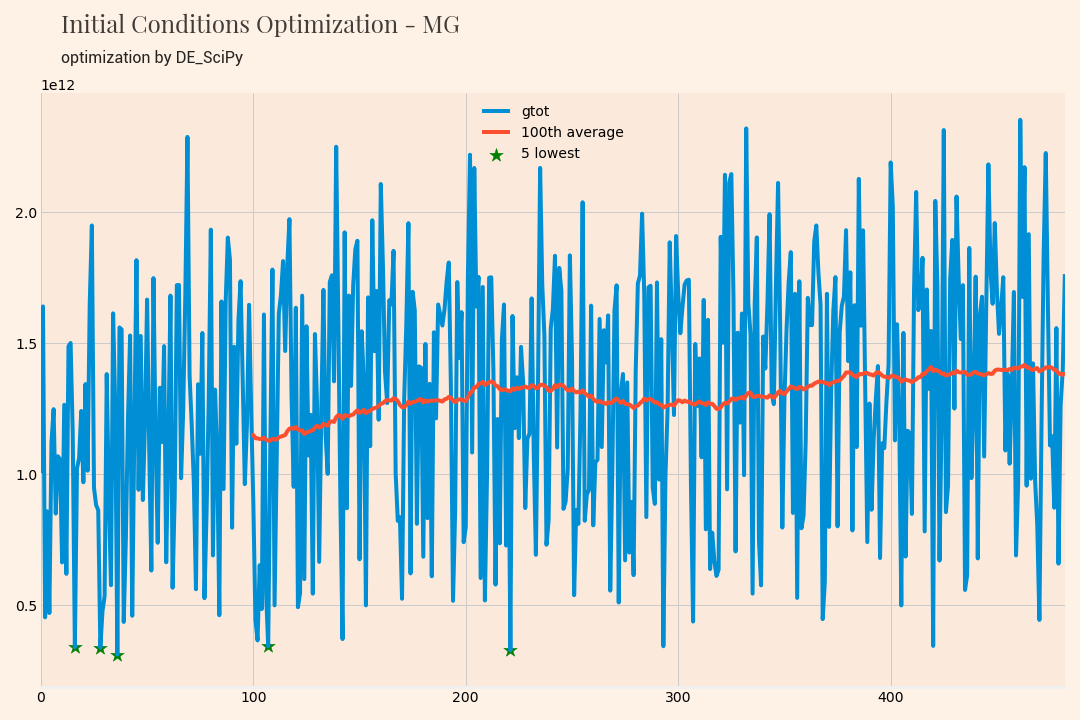 Initial Conditions Optimization - MG
optimization by DE_SciPy
1e12
gtot
100th average
5 lowest
2.0
1.5
1.0
0.5
0 100 200 300 400